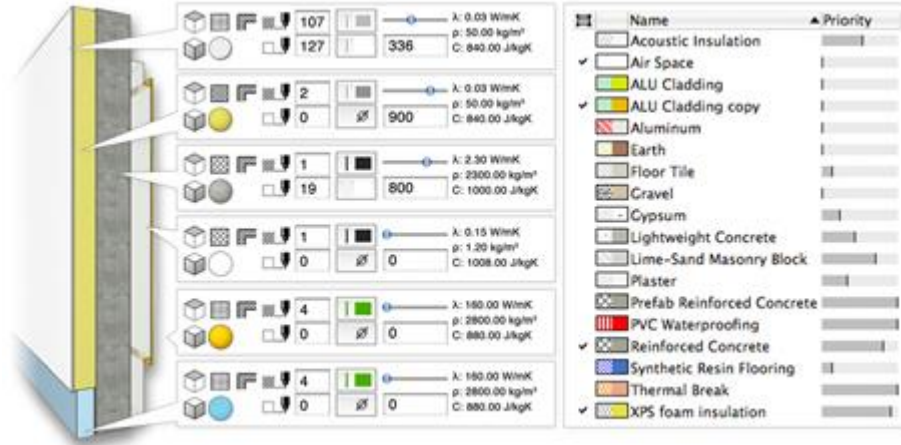 107
λ: 0.03 W/mK
ρ: 50.00 kg/m³
127
336
C: 840.00 J/kgK
2
λ: 0.03 W/mK
ρ: 50.00 kg/m³
0
900
C: 840.00 J/kgK
1
λ: 2.30 W/mK
ρ: 2300.00 kg/m³
19
800
C: 1000.00 J/kgK
1
λ: 0.15 W/mK
ρ: 1.20 kg/m³
0
0
C: 1008.00 J/kgK
4
λ: 160.00 W/mK
ρ: 2800.00 kg/m³
0
0
C: 880.00 J/kgK
4
λ: 160.00 W/mK
ρ: 2800.00 kg/m³
0
0
C: 880.00 J/kgK
Name Priority
Acoustic Insulation
Air Space
ALU Cladding
ALU Cladding copy
Aluminum
Earth
Floor Tile
Gravel
Gypsum
Lightweight Concrete
Lime-Sand Masonry Block
Plaster
Prefab Reinforced Concrete
PVC Waterproofing
Reinforced Concrete
Synthetic Resin Flooring
Thermal Break
XPS foam insulation